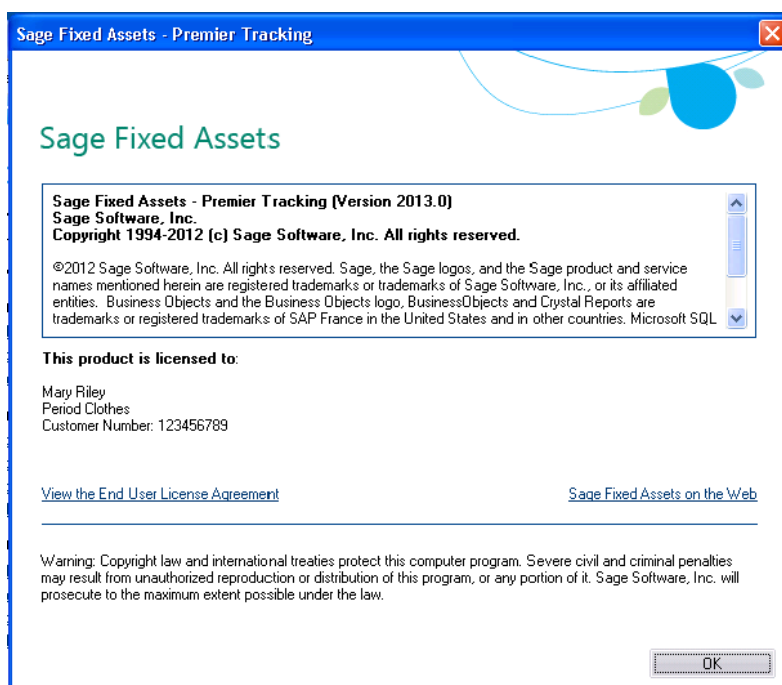 Sage Fixed Assets - Premier Tracking
Sage Fixed Assets
Sage Fixed Assets - Premier Tracking (Version 2013.0)
Sage Software, Inc.
Copyright 1994-2012 (c) Sage Software, Inc. All rights reserved.
©2012 Sage Software, Inc. All rights reserved. Sage, the Sage logos, and the Sage product and service
names mentioned herein are registered trademarks or trademarks of Sage Software, Inc., or its affiliated
entities.  Business Objects and the Business Objects logo, BusinessObjects and Crystal Reports are
trademarks or registered trademarks of SAP France in the United States and in other countries. Microsoft SQL
This product is licensed to:
Mary Riley
Period Clothes
Customer Number: 123456789
View the End User License Agreement
Sage Fixed Assets on the Web
Warning: Copyright law and international treaties protect this computer program. Severe civil and criminal penalties
may result from unauthorized reproduction or distribution of this program, or any portion of it. Sage Software, Inc. will
prosecute to the maximum extent possible under the law.
OK